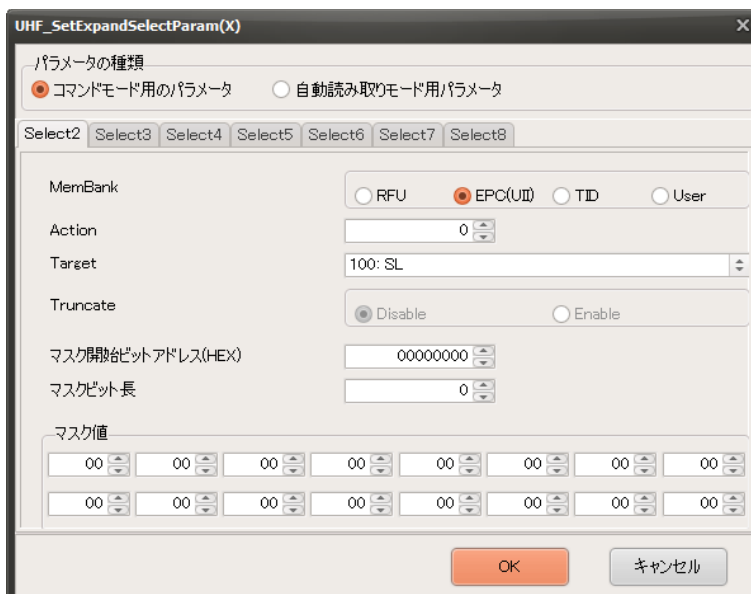 UHF_SetExpandSelectParam(X)
パラメータの種類
コマンドモード用のパラメータ 自動読み取りモード用パラメータ
Select2 Select3 Select4 Select5 Select6 Select7 Select8
MemBank RFU EPC(UII) TID User
Action 0
Target 100: SL
Truncate Disable Enable
マスク開始ビットアドレス(HEX) 00000000
マスクビット長 0
マスク値
00 00 00 00 00 00 00 00
00 00 00 00 00 00 00 00
OK キャンセル